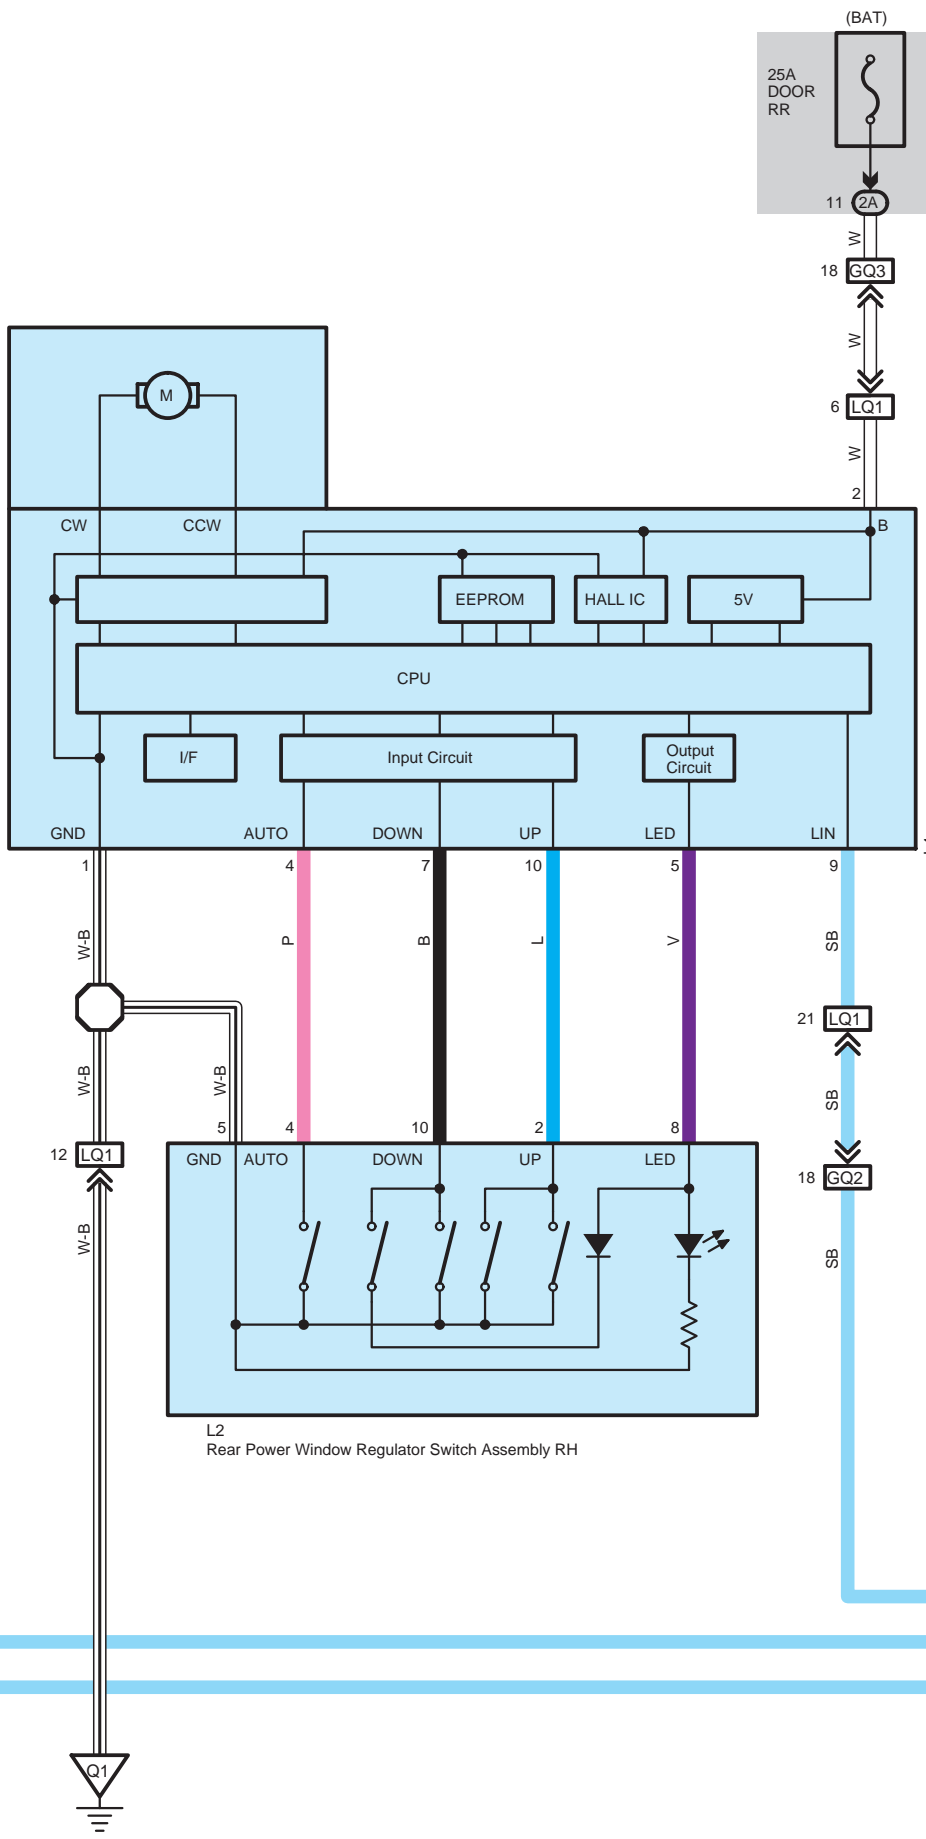 (BAT)
25A
DOOR
RR
11 2A
W
18 GQ3
W
6 LQ1
W
2
M
CW CCW B
EEPROM HALL IC 5V
CPU
I/F Input Circuit Output
Circuit
GND AUTO DOWN UP LED LIN
1 4 7 10 5 9
W-B P B L V SB
21 LQ1
W-B W-B SB
5 4 10 2 8
12 LQ1
GND AUTO DOWN UP LED
18 GQ2
W-B SB
L2
Rear Power Window Regulator Switch Assembly RH
Q1